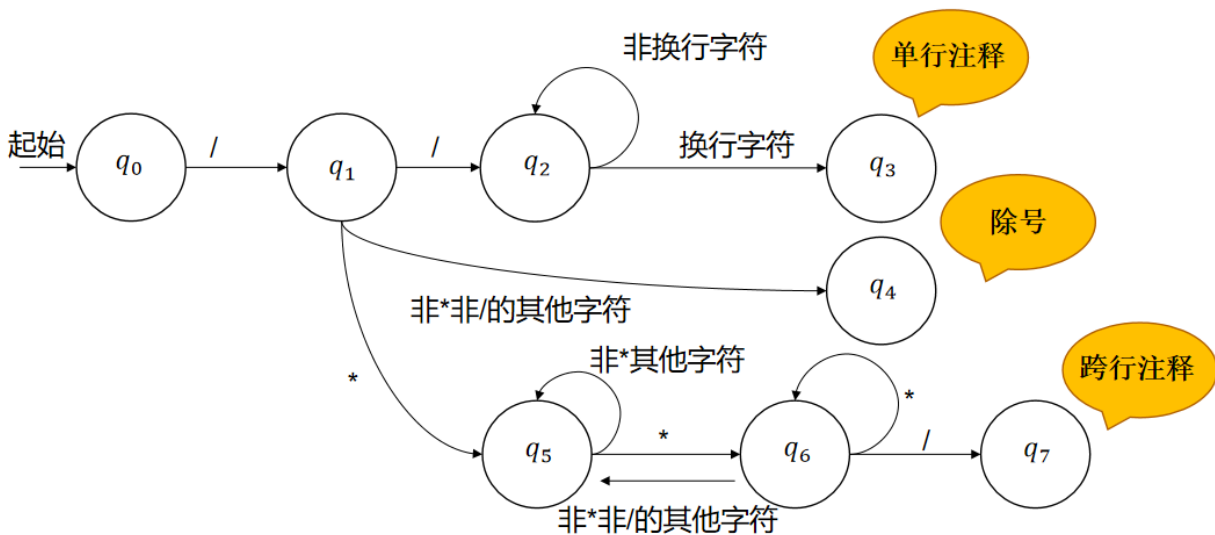 非换行字符
单行注释
起始
/
/
换行字符
q0
q1
q2
q3
除号
非*非/的其他字符
q4
*
非*其他字符
跨行注释
*
*
/
q5
q6
q7
非*非/的其他字符